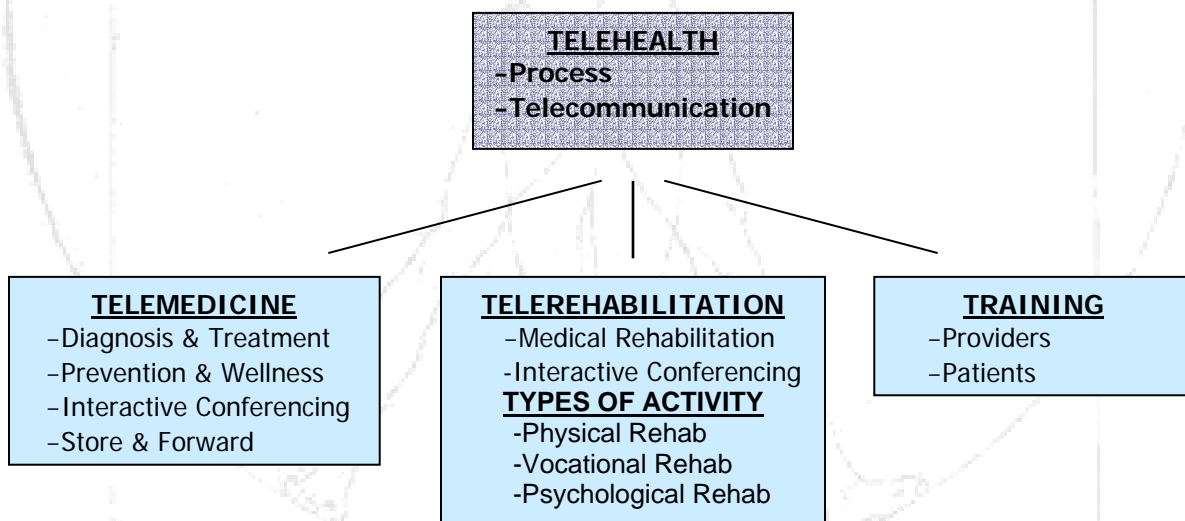 TELEHEALTH
–Process
–Telecommunication
TELEMEDICINE
–Diagnosis & Treatment
–Prevention & Wellness
–Interactive Conferencing
–Store & Forward
TELEREHABILITATION
–Medical Rehabilitation
-Interactive Conferencing
TYPES OF ACTIVITY
-Physical Rehab
-Vocational Rehab
-Psychological Rehab
TRAINING
–Providers
–Patients